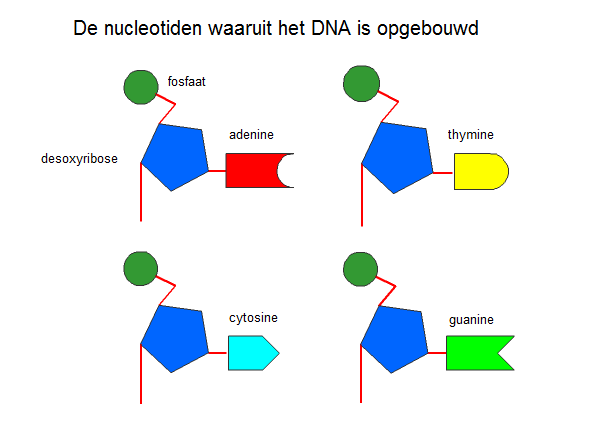 De nucleotiden waaruit het DNA is opgebouwd
fosfaat
adenine
thymine
desoxyribose
cytosine
guanine